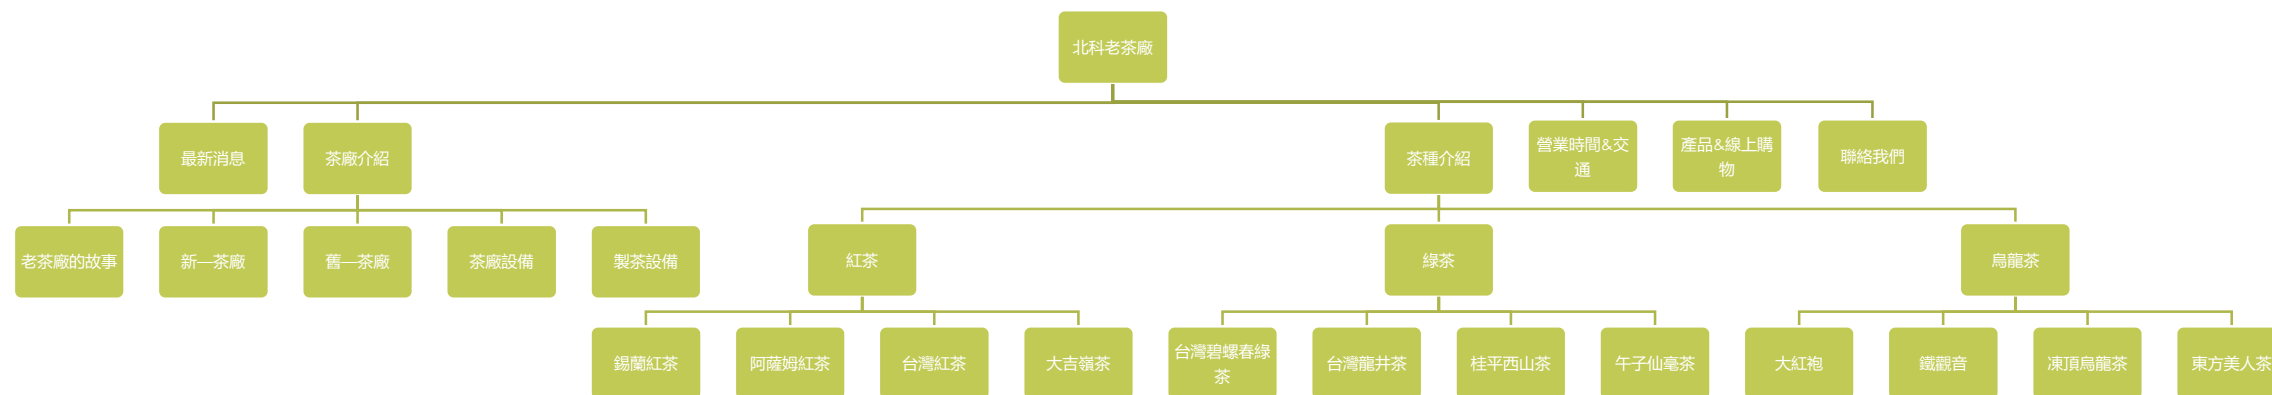 北科老茶廠
最新消息
茶廠介紹
茶種介紹
營業時間&交
通
產品&線上購
物
聯絡我們
老茶廠的故事
新—茶廠
舊—茶廠
茶廠設備
製茶設備
紅茶
綠茶
烏龍茶
錫蘭紅茶
阿薩姆紅茶
台灣紅茶
大吉嶺茶
台灣碧螺春綠
茶
台灣龍井茶
桂平西山茶
午子仙毫茶
大紅袍
鐵觀音
凍頂烏龍茶
東方美人茶